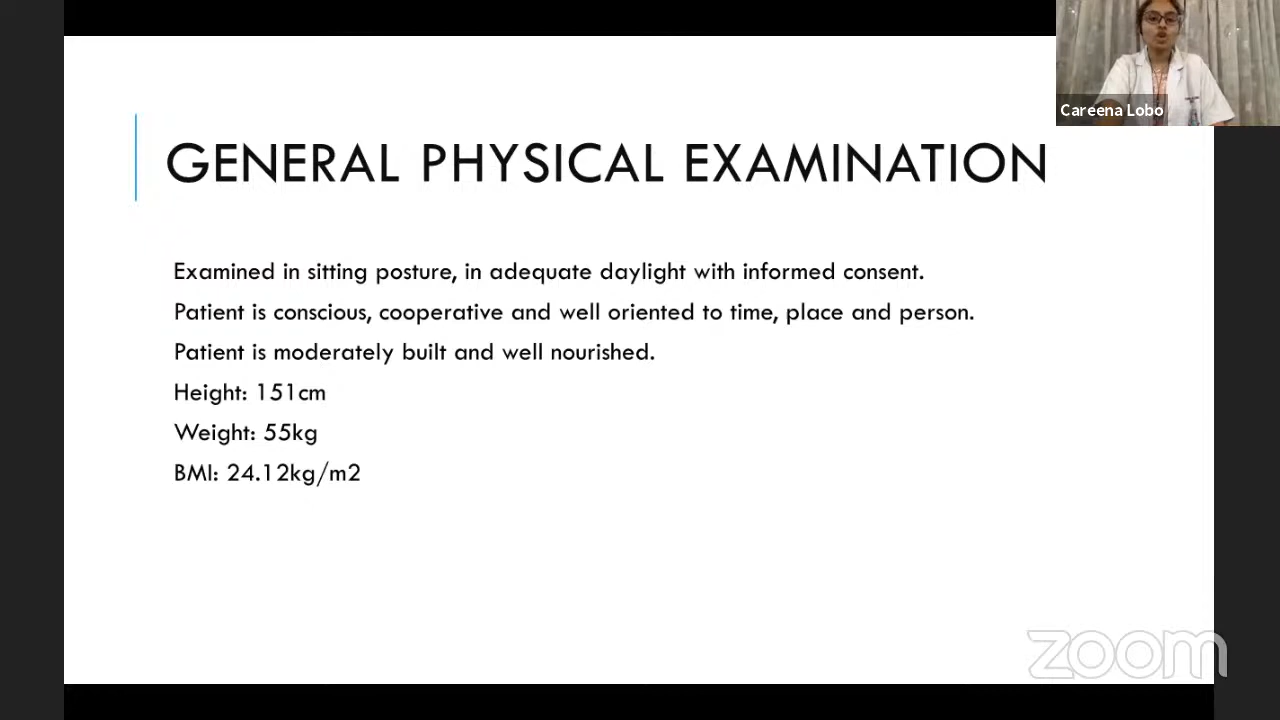 Careena Lobo
GENERAL PHYSICAL EXAMINATION
Examined in sitting posture, in adequate daylight with informed consent.
Patient is conscious, cooperative and well oriented to time, place and person.
Patient is moderately built and well nourished.
Height: 151cm
Weight: 55kg
BMI: 24.12kg/m2
zoom